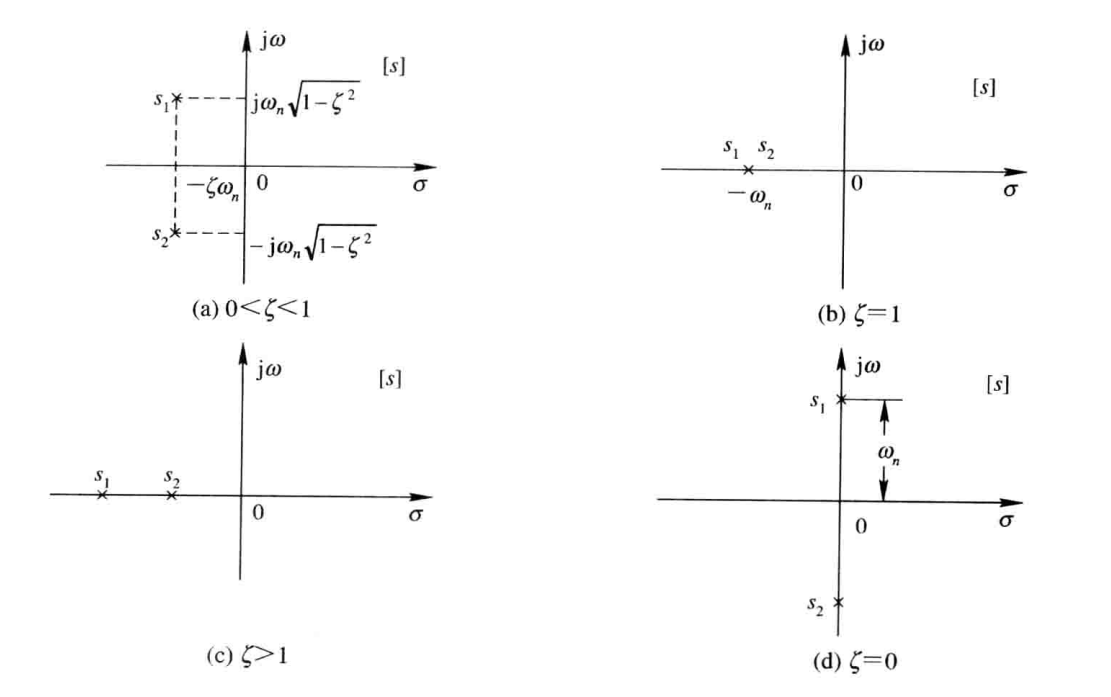 jω
[s]
s₁
jωₙ√(1−ζ²)
−ζωₙ 0 σ
s₂
−jωₙ√(1−ζ²)
(a) 0<ζ<1
jω
[s]
s₁ s₂
0 σ
−ωₙ
(b) ζ=1
jω
[s]
s₁ s₂
0 σ
(c) ζ>1
jω
[s]
s₁
ωₙ
0 σ
s₂
(d) ζ=0